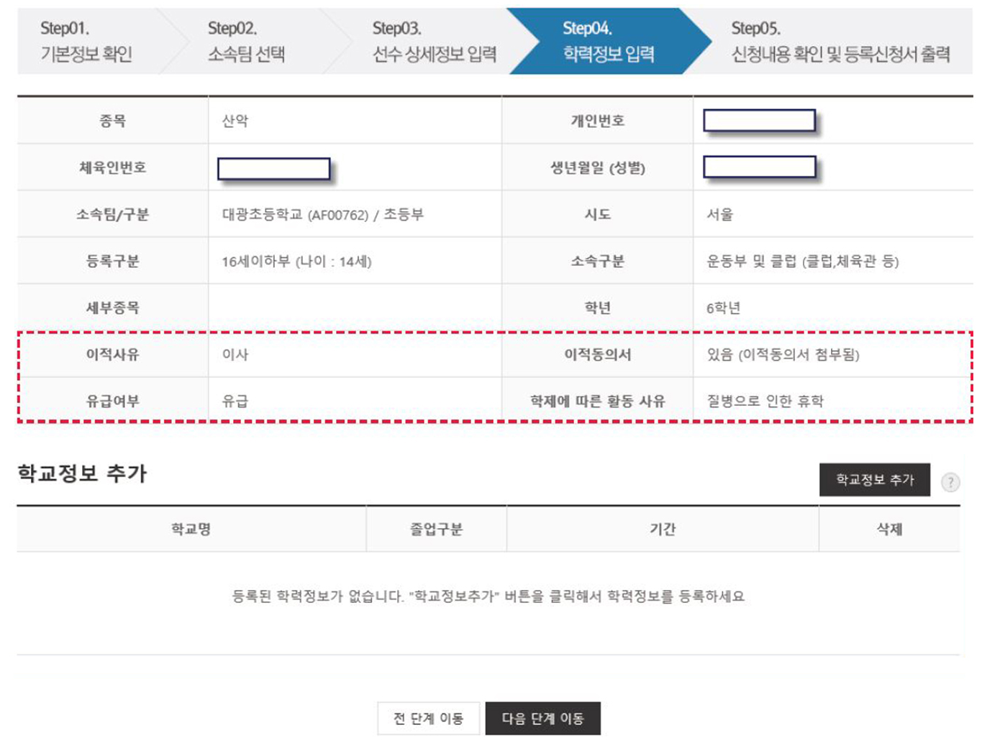 Step01. Step02. Step03. Step04. Step05.
기본정보 확인 소속팀 선택 선수 상세정보 입력 학력정보 입력 신청내용 확인 및 등록신청서 출력
종목 산악 개인번호
체육인번호 생년월일 (성별)
소속팀/구분 대광초등학교 (AF00762) / 초등부 시도 서울
등록구분 16세이하부 (나이 : 14세) 소속구분 운동부 및 클럽 (클럽,체육관 등)
세부종목 학년 6학년
이적사유 이사 이적동의서 있음 (이적동의서 첨부됨)
유급여부 유급 학제에 따른 활동 사유 질병으로 인한 휴학
학교정보 추가 학교정보 추가 ?
학교명 졸업구분 기간 삭제
등록된 학력정보가 없습니다. "학교정보추가" 버튼을 클릭해서 학력정보를 등록하세요
전 단계 이동 다음 단계 이동